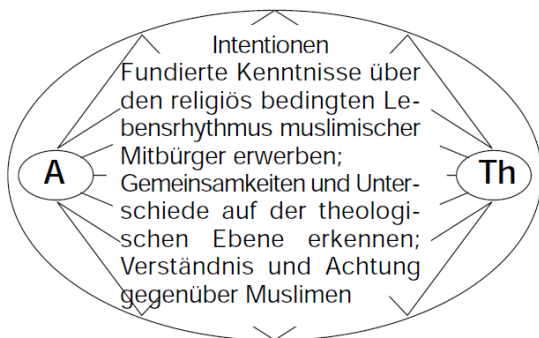 Intentionen
Fundierte Kenntnisse über
den religiös bedingten Le-
bensrhythmus muslimischer
Mitbürger erwerben;
A
Th
Gemeinsamkeiten und Unter-
schiede auf der theologi-
schen Ebene erkennen;
Verständnis und Achtung
gegenüber Muslimen